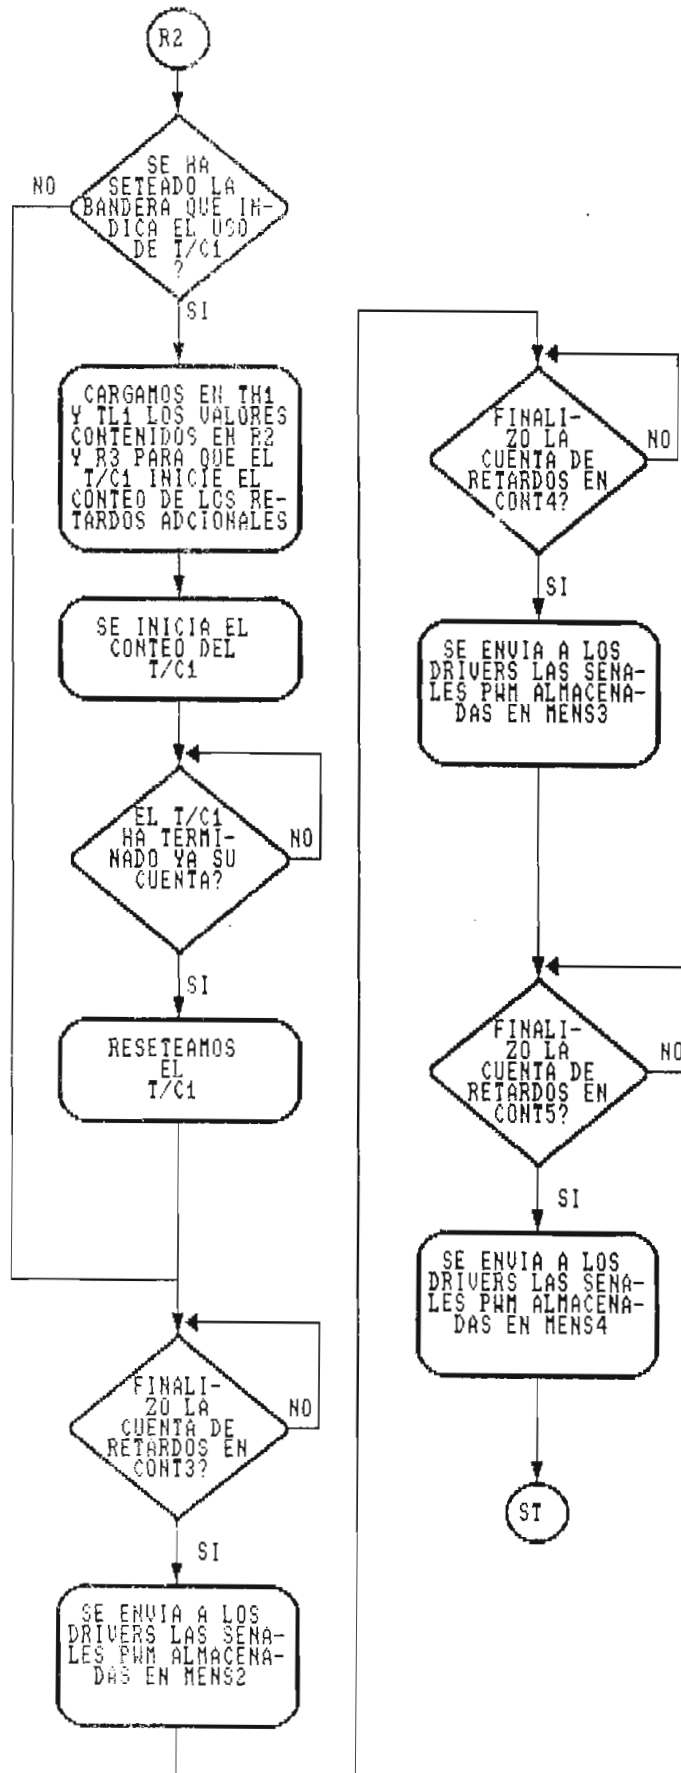 R2
SE HA
SETEADO LA
BANDERA QUE IN-
DICA EL USO
DE T/C1
?
NO
SI
CARGAMOS EN TH1
Y TL1 LOS VALORES
CONTENIDOS EN R2
Y R3 PARA QUE EL
T/C1 INICIE EL
CONTEO DE LOS RE-
TARDOS ADCIONALES
SE INICIA EL
CONTEO DEL
T/C1
EL T/C1
HA TERMI-
NADO YA SU
CUENTA?
NO
SI
RESETEAMOS
EL
T/C1
FINALI-
ZO LA
CUENTA DE
RETARDOS EN
CONT3?
NO
SI
SE ENVIA A LOS
DRIVERS LAS SENA-
LES PWM ALMACENA-
DAS EN MENS2
FINALI-
ZO LA
CUENTA DE
RETARDOS EN
CONT4?
NO
SI
SE ENVIA A LOS
DRIVERS LAS SENA-
LES PWM ALMACENA-
DAS EN MENS3
FINALI-
ZO LA
CUENTA DE
RETARDOS EN
CONT5?
NO
SI
SE ENVIA A LOS
DRIVERS LAS SENA-
LES PWM ALMACENA-
DAS EN MENS4
ST